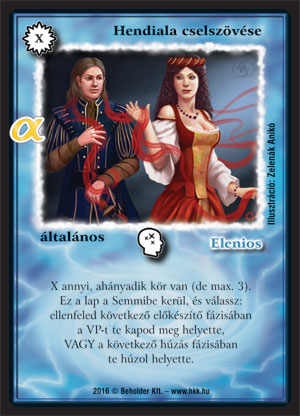 X
Hendiala cselszövése
α
Illusztráció: Zelenák Anikó
általános
Elenios
X annyi, ahányadik kör van (de max. 3).
Ez a lap a Semmibe kerül, és válassz:
ellenfeled következő előkészítő fázisában
a VP-t te kapod meg helyette,
VAGY a következő húzás fázisában
te húzol helyette.
2016 © Beholder Kft. – www.hkk.hu